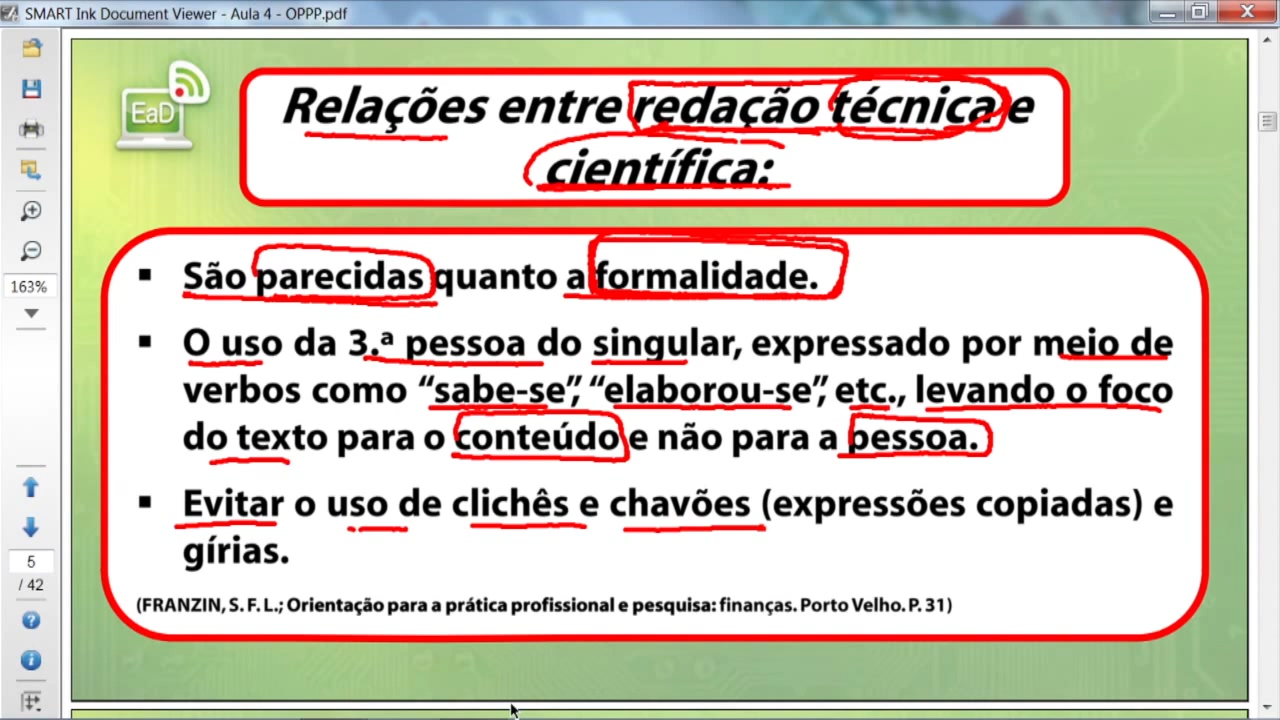 SMART Ink Document Viewer - Aula 4 - OPPP.pdf
EaD
Relações entre redação técnica e
científica:
163%
▪ São parecidas quanto a formalidade.
▪ O uso da 3.ª pessoa do singular, expressado por meio de
verbos como “sabe-se”, “elaborou-se”, etc., levando o foco
do texto para o conteúdo e não para a pessoa.
▪ Evitar o uso de clichês e chavões (expressões copiadas) e
gírias.
5
/ 42
(FRANZIN, S. F. L.; Orientação para a prática profissional e pesquisa: finanças. Porto Velho. P. 31)